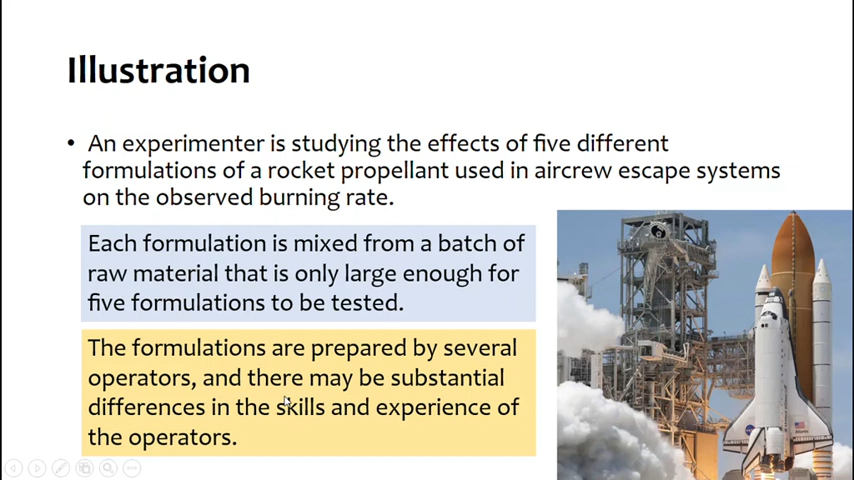 Illustration
• An experimenter is studying the effects of five different
formulations of a rocket propellant used in aircrew escape systems
on the observed burning rate.
Each formulation is mixed from a batch of
raw material that is only large enough for
five formulations to be tested.
The formulations are prepared by several
operators, and there may be substantial
differences in the skills and experience of
the operators.